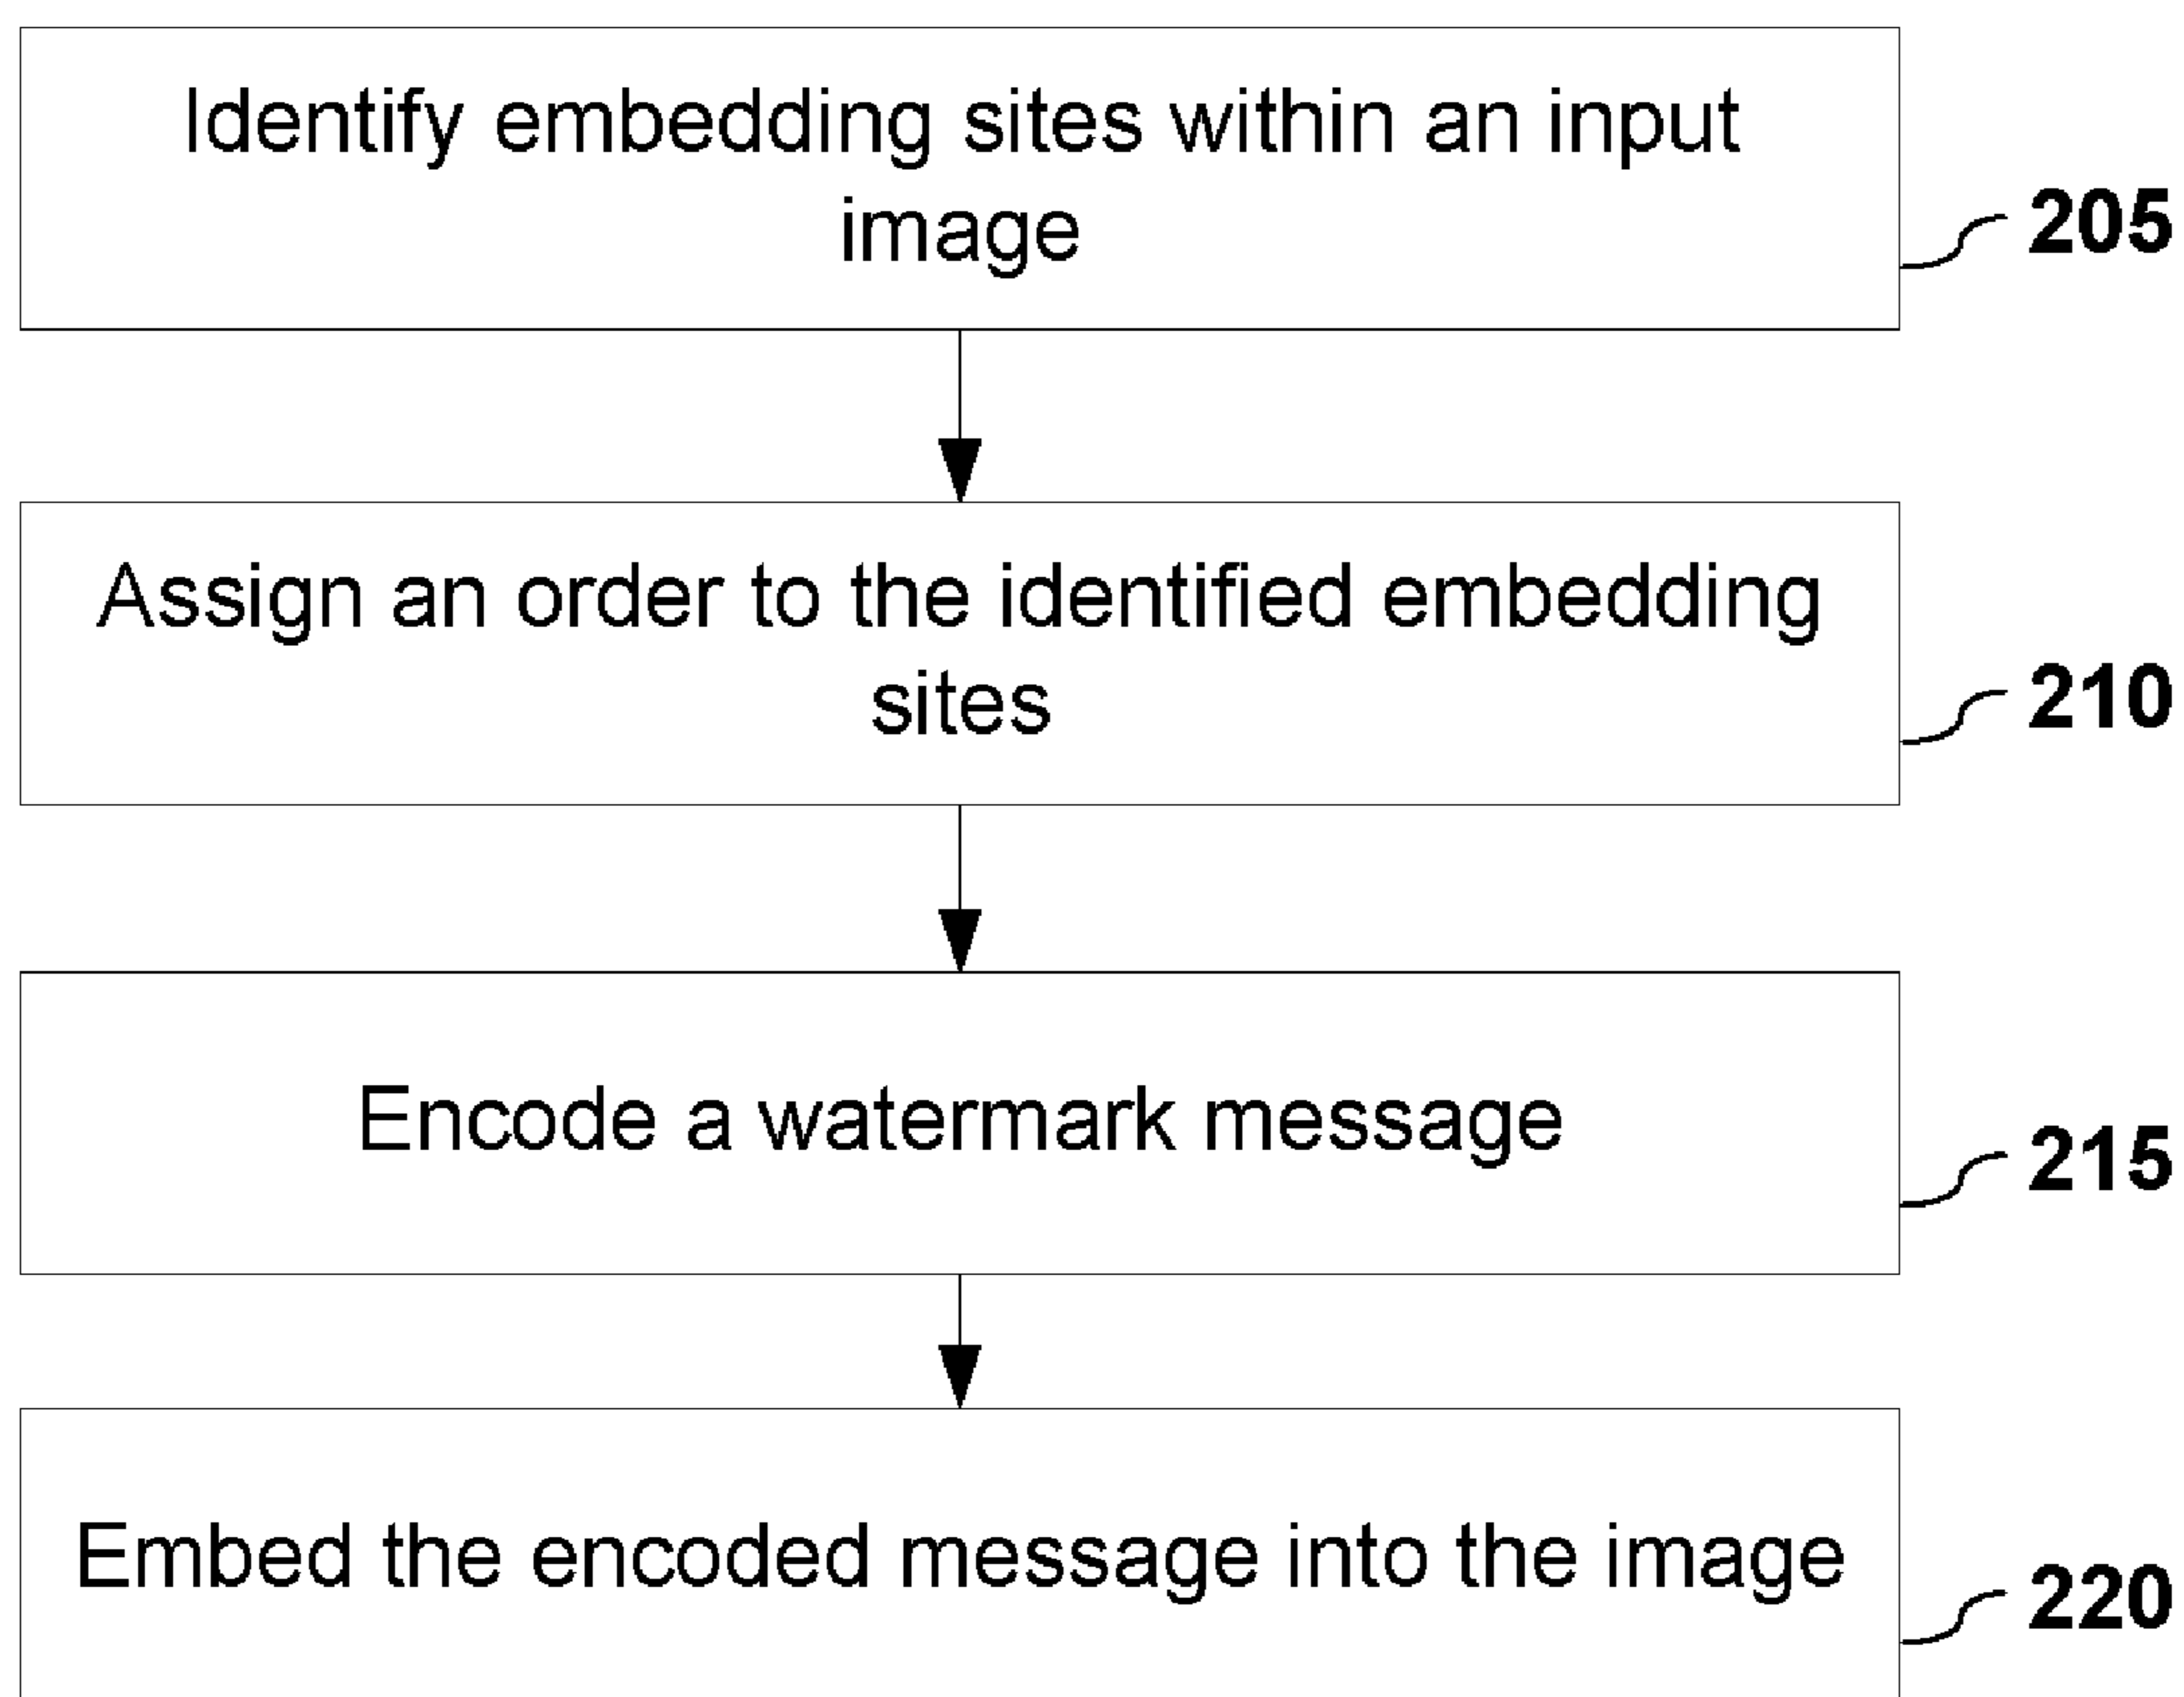 Identify embedding sites within an input
image
205
Assign an order to the identified embedding
sites
210
Encode a watermark message
215
Embed the encoded message into the image
220